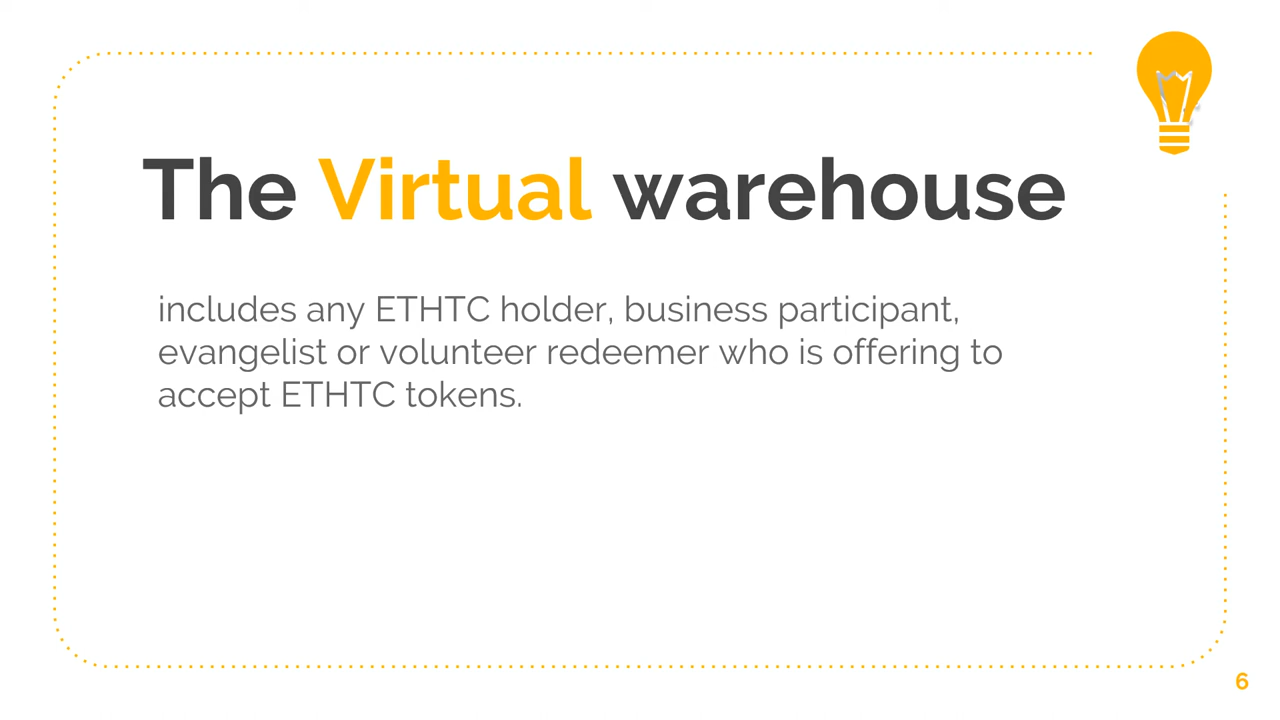 The Virtual warehouse
includes any ETHTC holder, business participant,
evangelist or volunteer redeemer who is offering to
accept ETHTC tokens.
6